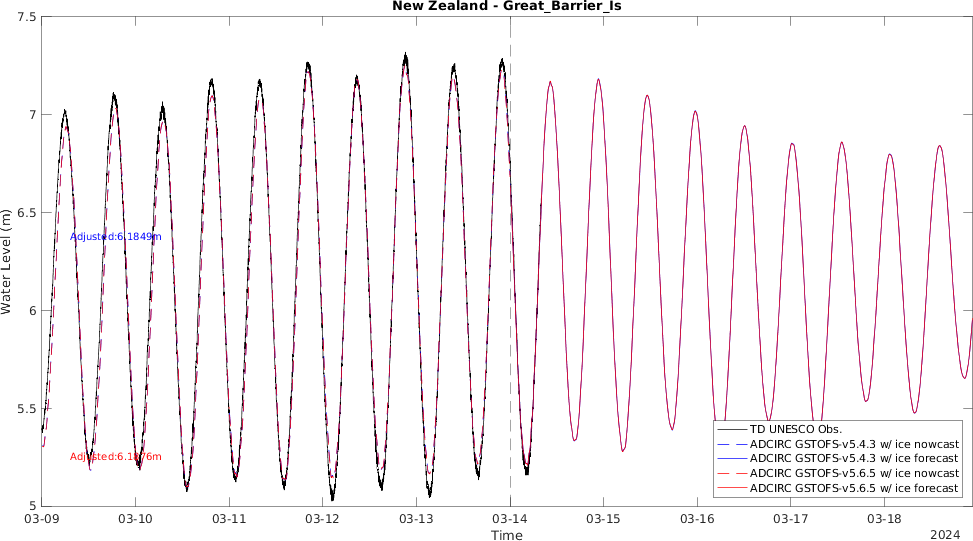 New Zealand - Great_Barrier_Is
7.5
7
6.5
6
5.5
5
Water Level (m)
Adjusted:6.1849m
Adjusted:6.1876m
TD UNESCO Obs.
ADCIRC GSTOFS-v5.4.3 w/ ice nowcast
ADCIRC GSTOFS-v5.4.3 w/ ice forecast
ADCIRC GSTOFS-v5.6.5 w/ ice nowcast
ADCIRC GSTOFS-v5.6.5 w/ ice forecast
03-09 03-10 03-11 03-12 03-13 03-14 03-15 03-16 03-17 03-18
Time
2024